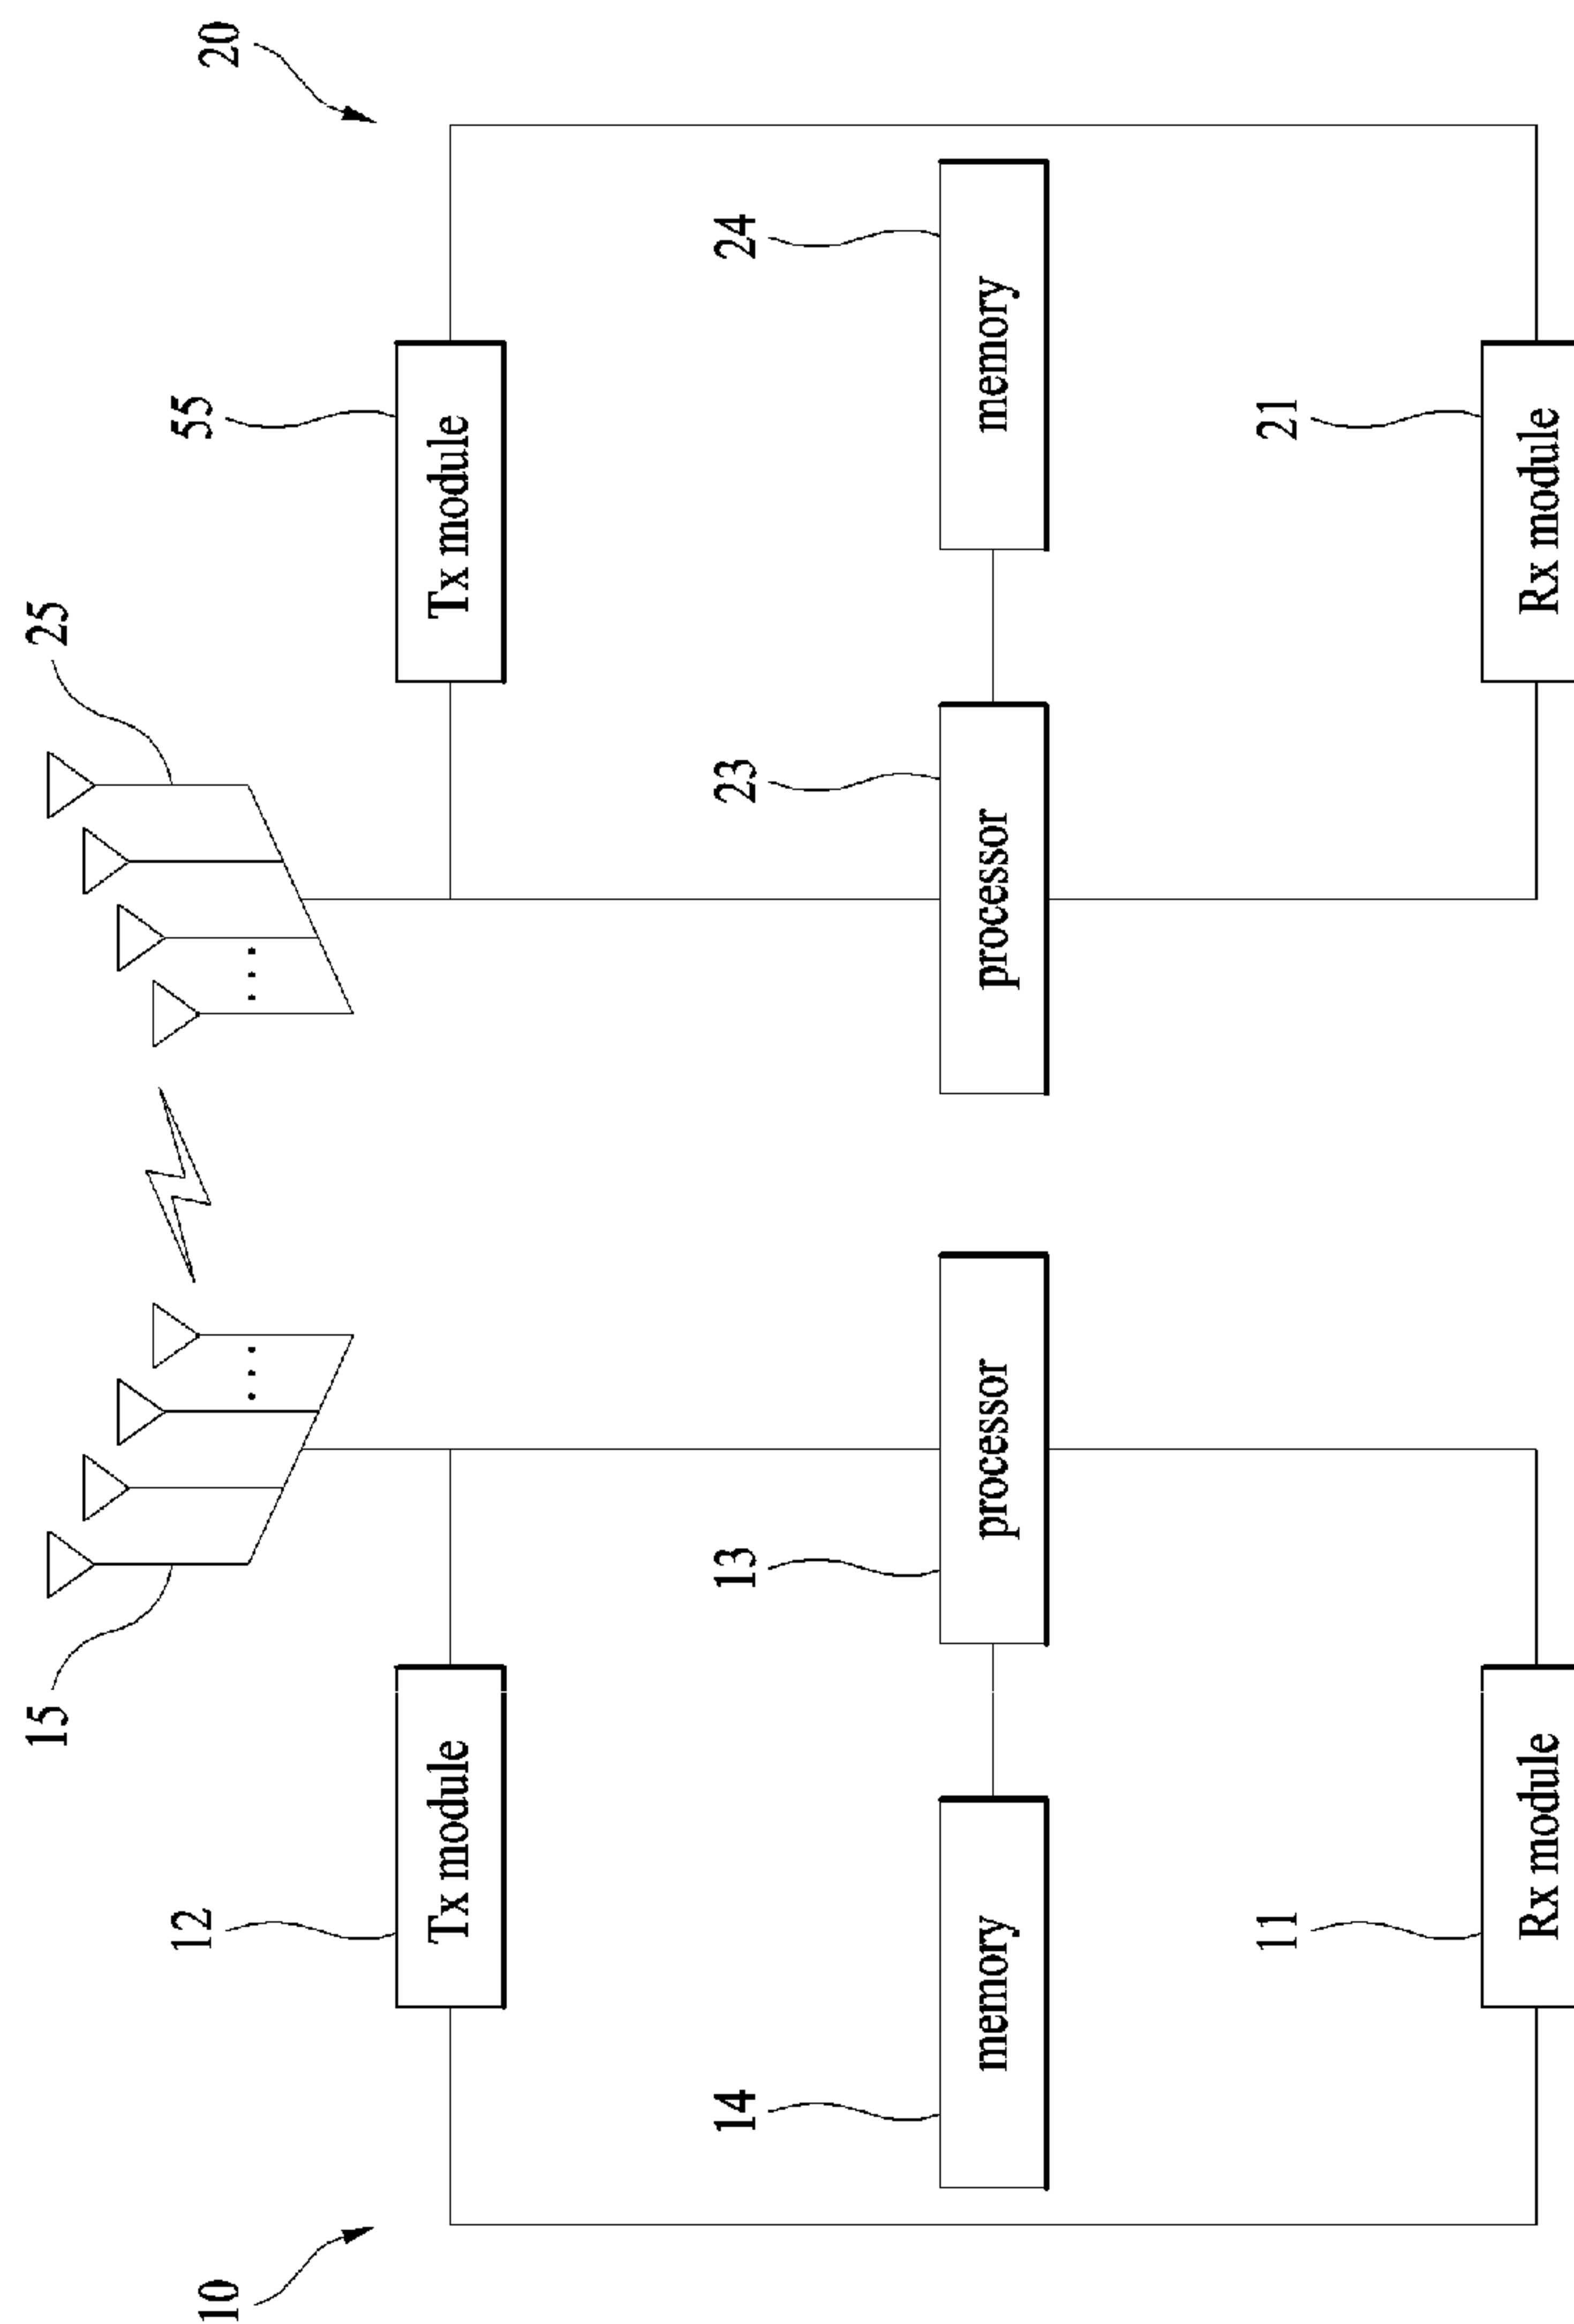 15
25
10
12
Tx module
55
Tx module
20
14
memory
13
processor
23
processor
24
memory
11
Rx module
21
Rx module